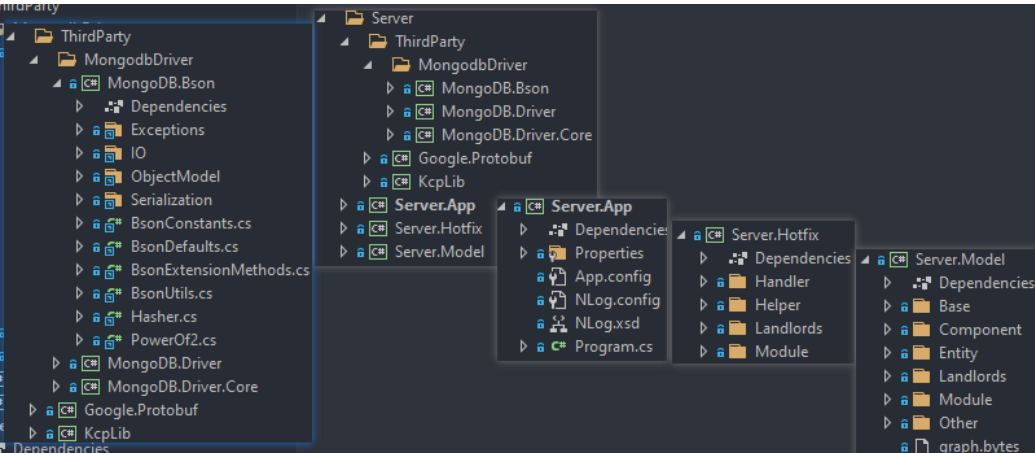 ThirdParty
ThirdParty
MongodbDriver
C# MongoDB.Bson
Dependencies
Exceptions
IO
ObjectModel
Serialization
C# BsonConstants.cs
C# BsonDefaults.cs
C# BsonExtensionMethods.cs
C# BsonUtils.cs
C# Hasher.cs
C# PowerOf2.cs
C# MongoDB.Driver
C# MongoDB.Driver.Core
C# Google.Protobuf
C# KcpLib
Dependencies
Server
ThirdParty
MongodbDriver
C# MongoDB.Bson
C# MongoDB.Driver
C# MongoDB.Driver.Core
C# Google.Protobuf
C# KcpLib
C# Server.App
C# Server.Hotfix
C# Server.Model
C# Server.App
Dependencies
Properties
App.config
NLog.config
NLog.xsd
C# Program.cs
C# Server.Hotfix
Dependencies
Handler
Helper
Landlords
Module
C# Server.Model
Dependencies
Base
Component
Entity
Landlords
Module
Other
graph.bytes